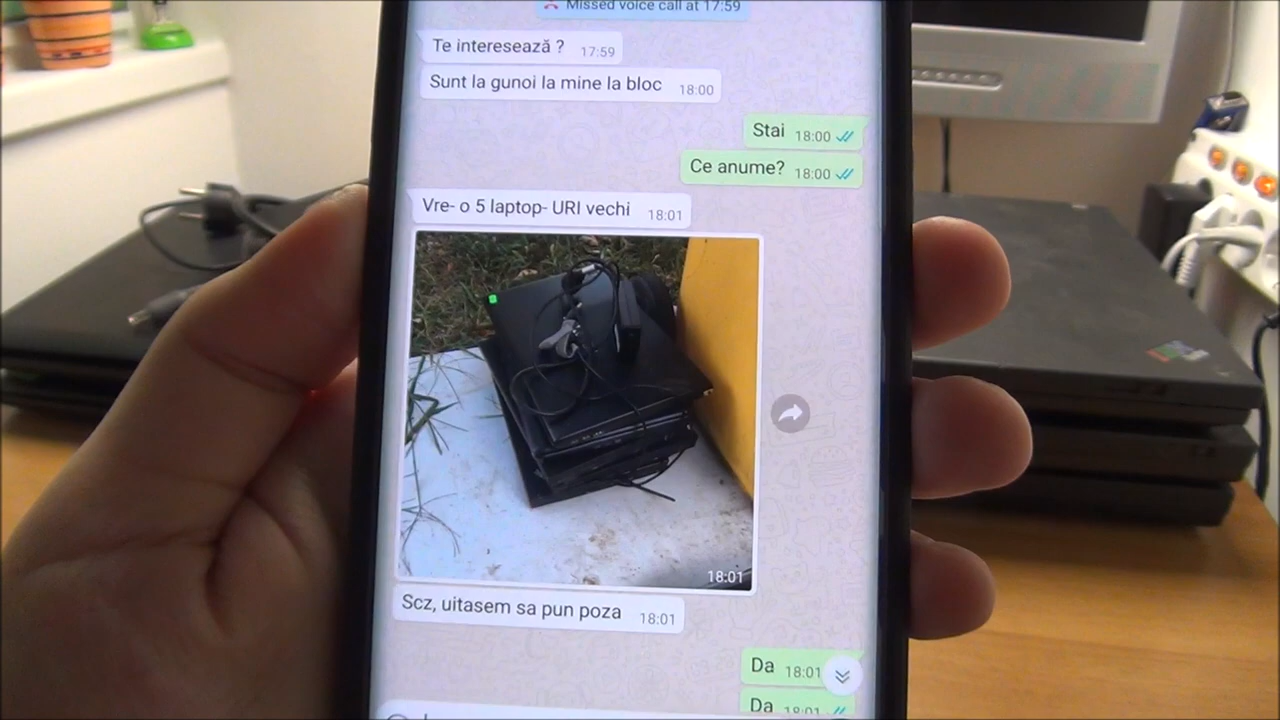 Missed voice call at 17:59
Te interesează ? 17:59
Sunt la gunoi la mine la bloc 18:00
Stai 18:00
Ce anume? 18:00
Vre- o 5 laptop- URI vechi 18:01
18:01
Scz, uitasem sa pun poza 18:01
Da 18:01
Da 18:01